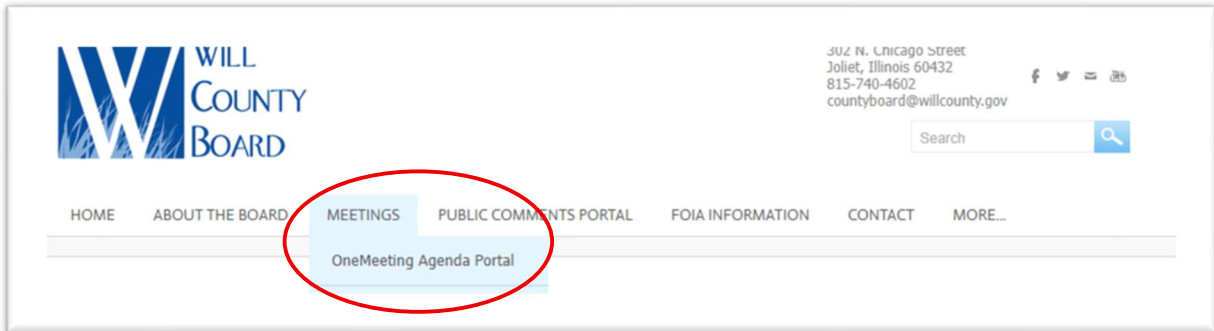 WILL
COUNTY
BOARD
302 N. Chicago Street
Joliet, Illinois 60432
815-740-4602
countyboard@willcounty.gov
Search
HOME ABOUT THE BOARD MEETINGS PUBLIC COMMENTS PORTAL FOIA INFORMATION CONTACT MORE...
OneMeeting Agenda Portal